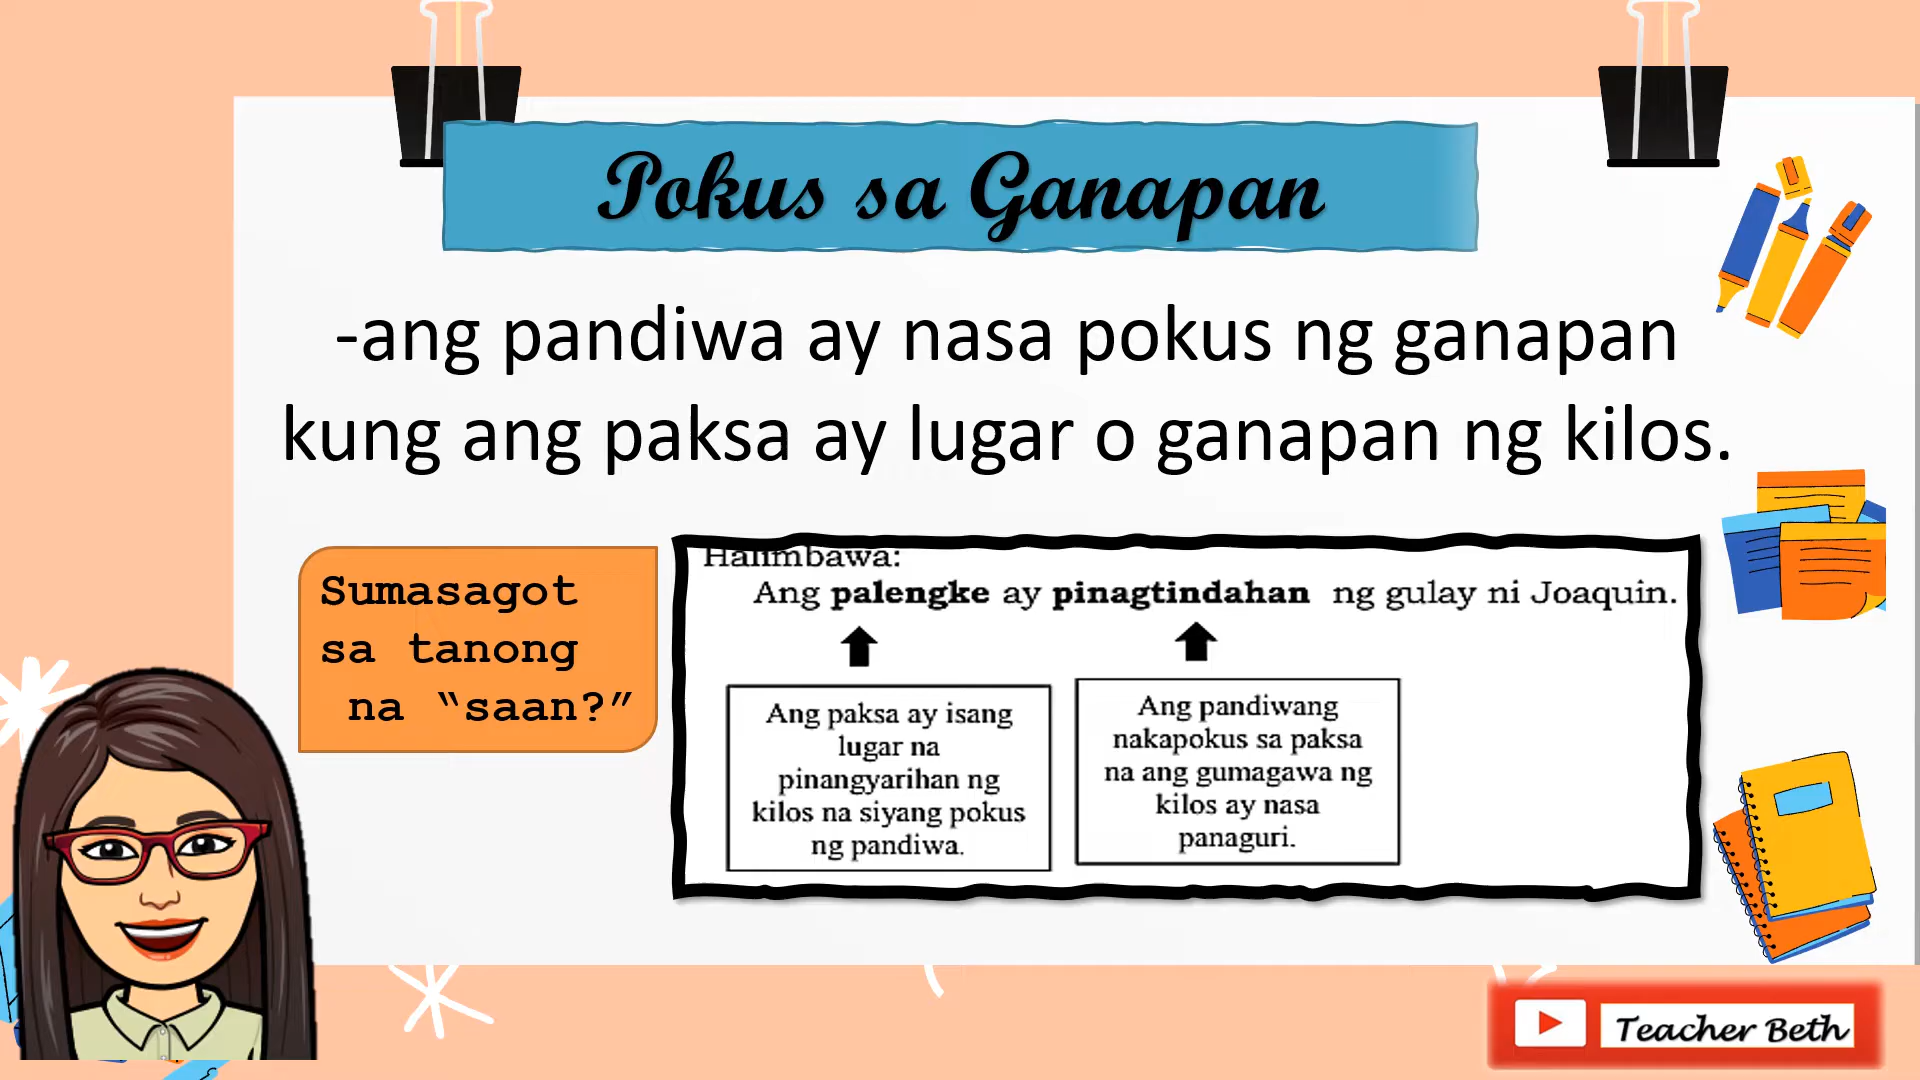 Pokus sa Ganapan
-ang pandiwa ay nasa pokus ng ganapan
kung ang paksa ay lugar o ganapan ng kilos.
Sumasagot
sa tanong
na “saan?”
Halimbawa:
Ang palengke ay pinagtindahan ng gulay ni Joaquin.
Ang paksa ay isang
lugar na
pinangyarihan ng
kilos na siyang pokus
ng pandiwa.
Ang pandiwang
nakapokus sa paksa
na ang gumagawa ng
kilos ay nasa
panaguri.
Teacher Beth